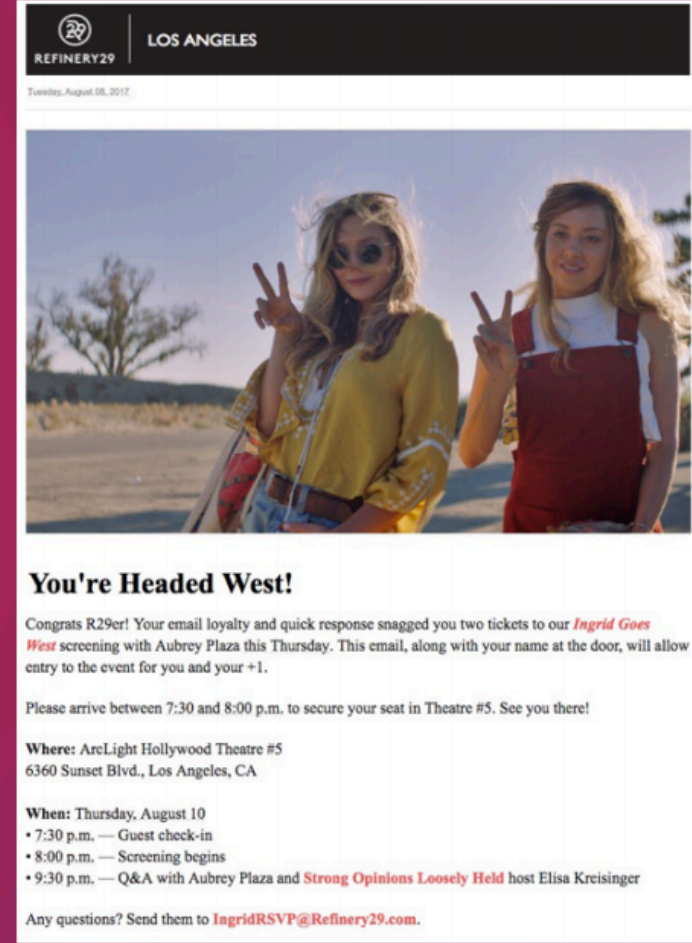 29
REFINERY29
LOS ANGELES
Tuesday, August 08, 2017
You're Headed West!
Congrats R29er! Your email loyalty and quick response snagged you two tickets to our Ingrid Goes
West screening with Aubrey Plaza this Thursday. This email, along with your name at the door, will allow
entry to the event for you and your +1.
Please arrive between 7:30 and 8:00 p.m. to secure your seat in Theatre #5. See you there!
Where: ArcLight Hollywood Theatre #5
6360 Sunset Blvd., Los Angeles, CA
When: Thursday, August 10
• 7:30 p.m. — Guest check-in
• 8:00 p.m. — Screening begins
• 9:30 p.m. — Q&A with Aubrey Plaza and Strong Opinions Loosely Held host Elisa Kreisinger
Any questions? Send them to IngridRSVP@Refinery29.com.